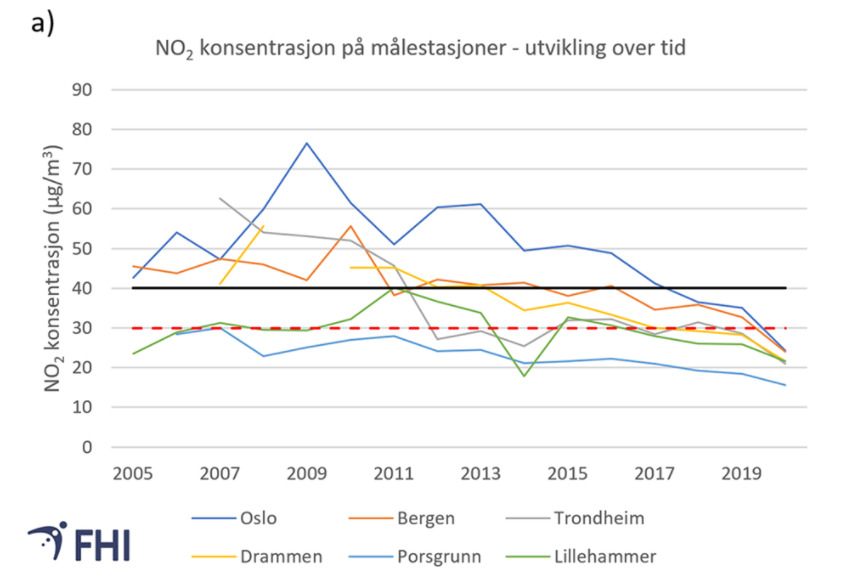 a)
NO₂ konsentrasjon på målestasjoner - utvikling over tid
NO₂ konsentrasjon (µg/m³)
90
80
70
60
50
40
30
20
10
0
2005 2007 2009 2011 2013 2015 2017 2019
Oslo Bergen Trondheim
Drammen Porsgrunn Lillehammer
FHI